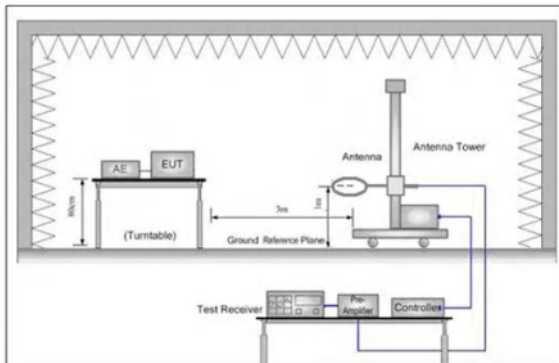 AE
EUT
80cm
(Turntable)
3m
1m
Antenna
Antenna Tower
Ground Reference Plane
Test Receiver
Pre-
Amplifier
Controller